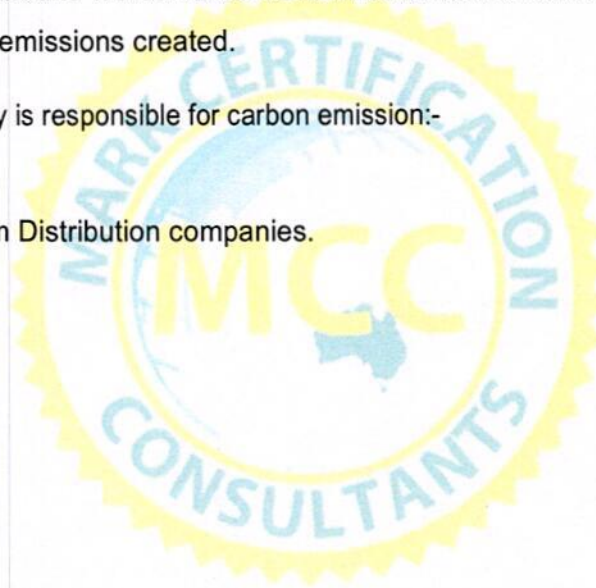 emissions created.
y is responsible for carbon emission:-
n Distribution companies.
MARK CERTIFICATION
MCC
CONSULTANTS